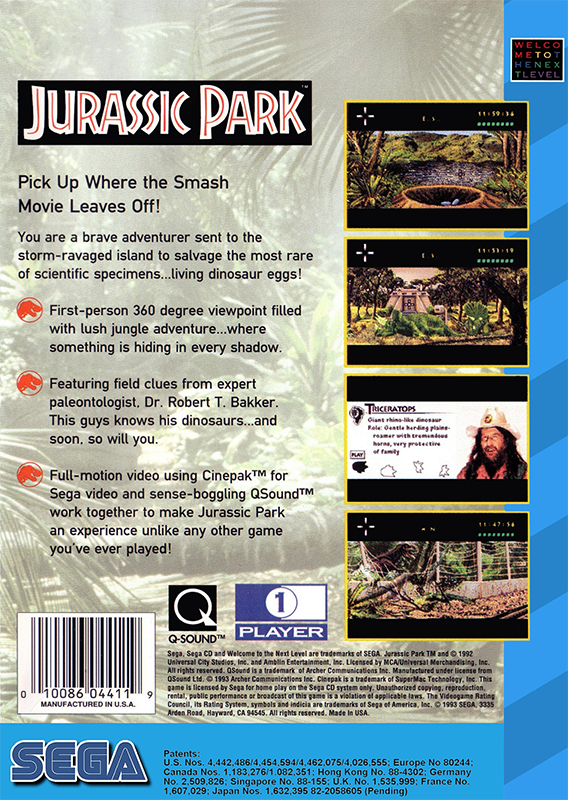 WELCO
METOT
HENEX
TLEVEL
JURASSIC PARK™
Pick Up Where the Smash
Movie Leaves Off!
You are a brave adventurer sent to the
storm-ravaged island to salvage the most rare
of scientific specimens...living dinosaur eggs!
First-person 360 degree viewpoint filled
with lush jungle adventure...where
something is hiding in every shadow.
Featuring field clues from expert
paleontologist, Dr. Robert T. Bakker.
This guys knows his dinosaurs...and
soon, so will you.
Full-motion video using Cinepak™ for
Sega video and sense-boggling QSound™
work together to make Jurassic Park
an experience unlike any other game
you've ever played!
11:59:36
11:53:19
TRICERATOPS
Giant rhino-like dinosaur
Role: Gentle herding plains-
roamer with tremendous
horns, very protective
of family
PLAY
11:47:56
Q
Q-SOUND™
1
PLAYER
0 10086 04411 9
MANUFACTURED IN U.S.A.
Sega, Sega CD and Welcome to the Next Level are trademarks of SEGA. Jurassic Park TM and © 1992
Universal City Studios, Inc. and Amblin Entertainment, Inc. Licensed by MCA/Universal Merchandising, Inc.
All rights reserved. QSound is a trademark of Archer Communications Inc. Manufactured under license from
QSound Ltd. © 1993 Archer Communications Inc. Cinepak is a trademark of SuperMac Technology, Inc. This
game is licensed by Sega for home play on the Sega CD system only. Unauthorized copying, reproduction,
rental, public performance or broadcast of this game is a violation of applicable laws. The Videogame Rating
Council, its Rating System, symbols and indicia are trademarks of Sega of America, Inc. © 1993 SEGA, 3335
Arden Road, Hayward, CA 94545. All rights reserved. Made In USA.
SEGA
Patents:
U.S. Nos. 4,442,486/4,454,594/4,462,075/4,026,555; Europe No 80244;
Canada Nos. 1,183,276/1,082,351; Hong Kong No. 88-4302; Germany
No. 2,509,826; Singapore No. 88-155; U.K. No. 1,535,999; France No.
1,607,029; Japan Nos. 1,632,395 82-2058605 (Pending)